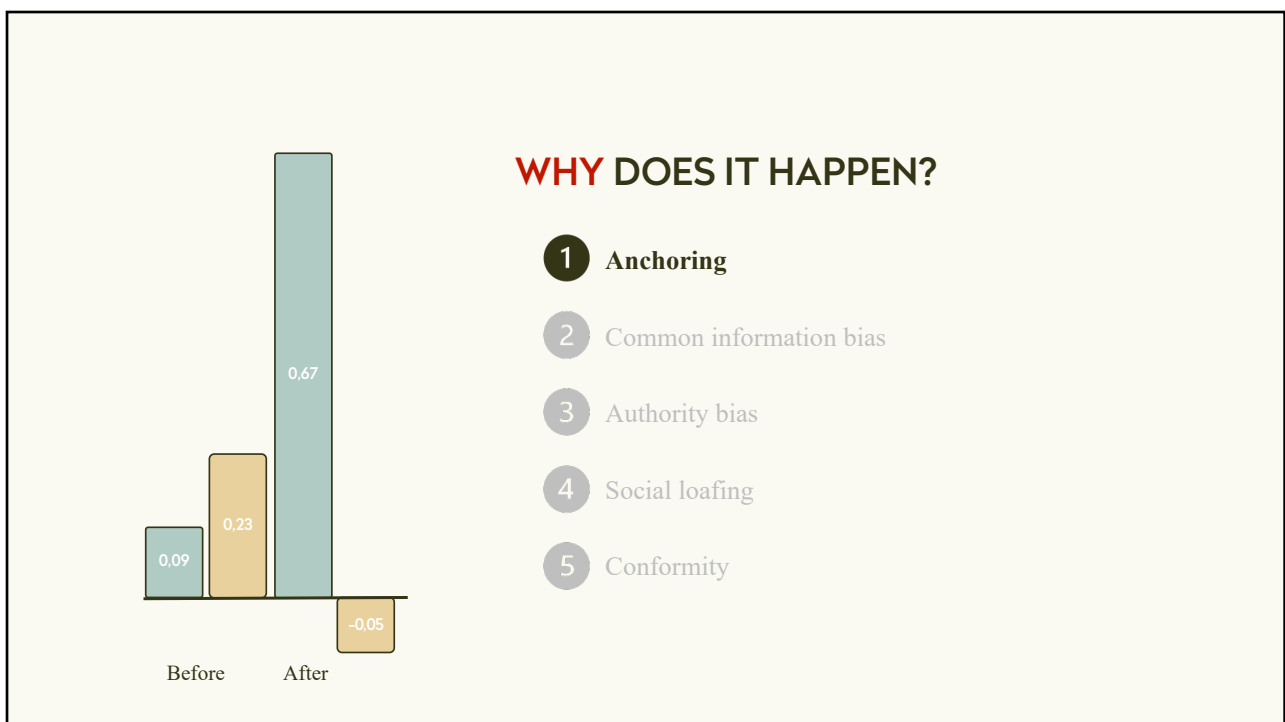 WHY DOES IT HAPPEN?
1 Anchoring
2 Common information bias
3 Authority bias
4 Social loafing
5 Conformity
0,67
0,23
0,09
-0,05
Before After